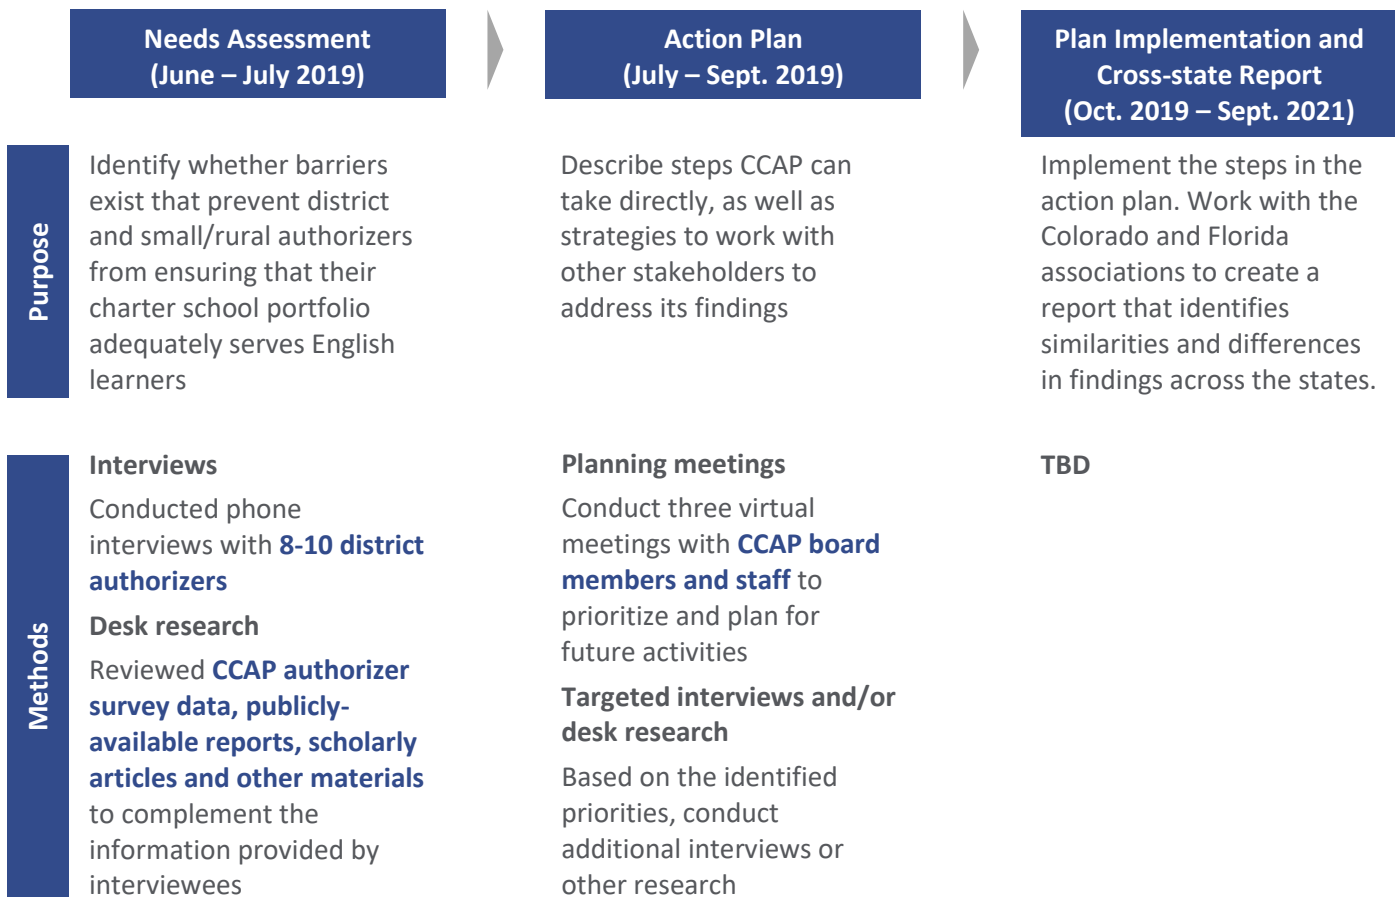 Needs Assessment
(June – July 2019)
Action Plan
(July – Sept. 2019)
Plan Implementation and
Cross-state Report
(Oct. 2019 – Sept. 2021)
Purpose
Identify whether barriers
exist that prevent district
and small/rural authorizers
from ensuring that their
charter school portfolio
adequately serves English
learners
Describe steps CCAP can
take directly, as well as
strategies to work with
other stakeholders to
address its findings
Implement the steps in the
action plan. Work with the
Colorado and Florida
associations to create a
report that identifies
similarities and differences
in findings across the states.
Methods
Interviews
Conducted phone
interviews with 8-10 district
authorizers
Desk research
Reviewed CCAP authorizer
survey data, publicly-
available reports, scholarly
articles and other materials
to complement the
information provided by
interviewees
Planning meetings
Conduct three virtual
meetings with CCAP board
members and staff to
prioritize and plan for
future activities
Targeted interviews and/or
desk research
Based on the identified
priorities, conduct
additional interviews or
other research
TBD